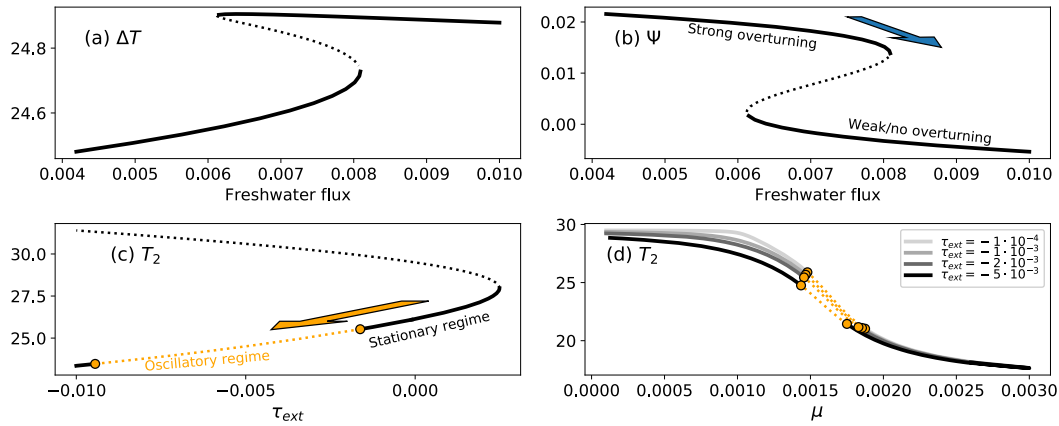 (a) ΔT
24.8
24.6
0.004 0.005 0.006 0.007 0.008 0.009 0.010
Freshwater flux
(b) Ψ
Strong overturning
Weak/no overturning
0.02
0.01
0.00
0.004 0.005 0.006 0.007 0.008 0.009 0.010
Freshwater flux
(c) T₂
30.0
27.5
25.0
Stationary regime
Oscillatory regime
−0.010 −0.005 0.000
τ_ext
(d) T₂
30
25
20
τ_ext = − 1 · 10⁻⁴
τ_ext = − 1 · 10⁻³
τ_ext = − 2 · 10⁻³
τ_ext = − 5 · 10⁻³
0.0000 0.0005 0.0010 0.0015 0.0020 0.0025 0.0030
μ